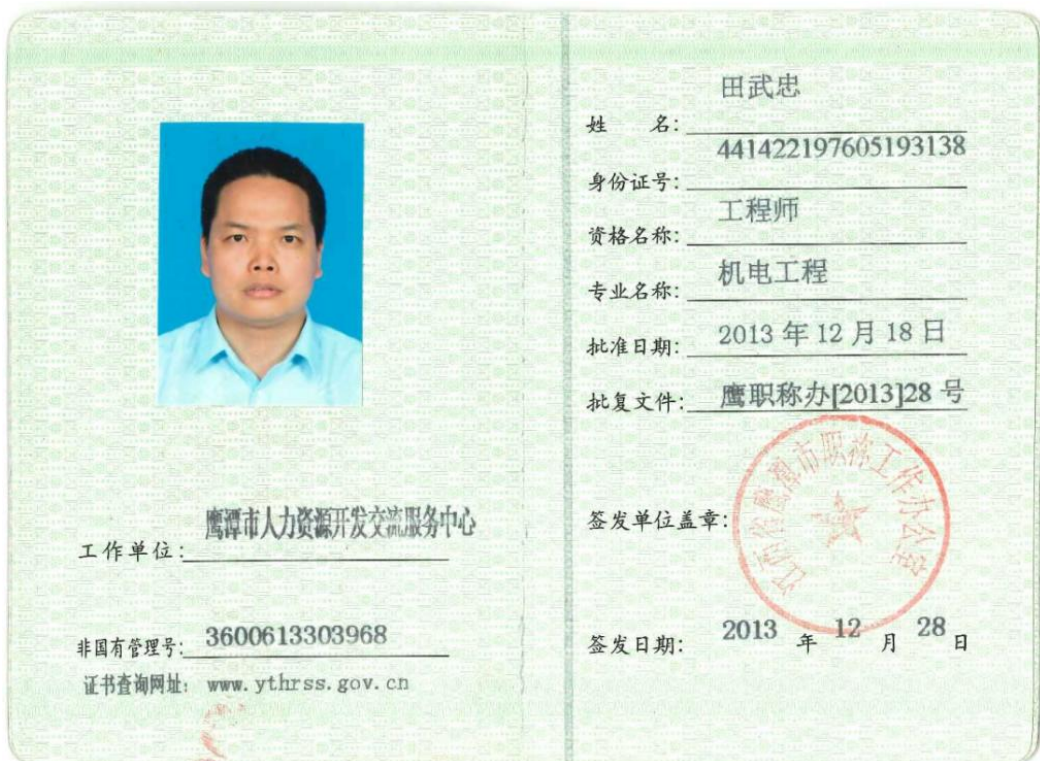 工作单位：鹰潭市人力资源开发交流服务中心
非国有管理号：3600613303968
证书查询网址：www.ythrss.gov.cn
姓 名：田武忠
身份证号：441422197605193138
资格名称：工程师
专业名称：机电工程
批准日期：2013 年 12 月 18 日
批复文件：鹰职称办[2013]28 号
签发单位盖章：
江西省鹰潭市职称工作办公室
签发日期：2013 年 12 月 28 日